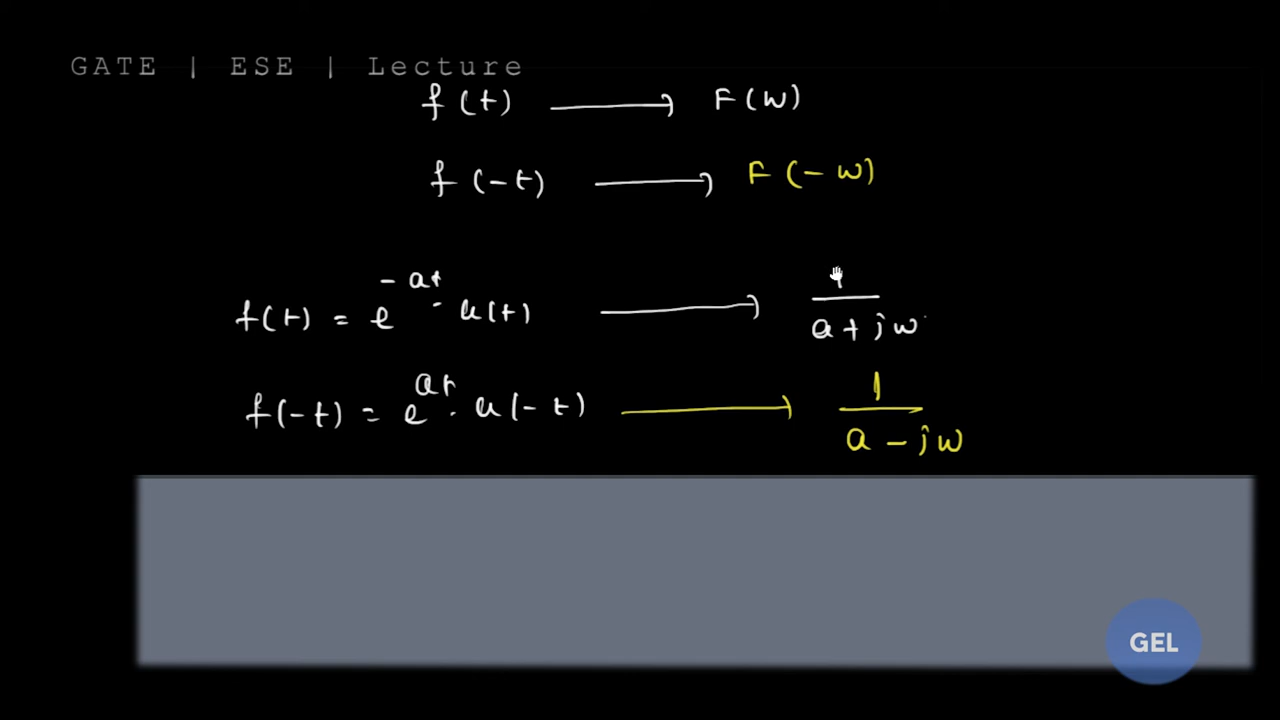 GATE | ESE | Lecture
f(t) ⟶ F(w)
f(-t) ⟶ F(-w)
f(t) = e^{-at} . u(t) ⟶ 1/(a+jw)
f(-t) = e^{at} . u(-t) ⟶ 1/(a-jw)
GEL